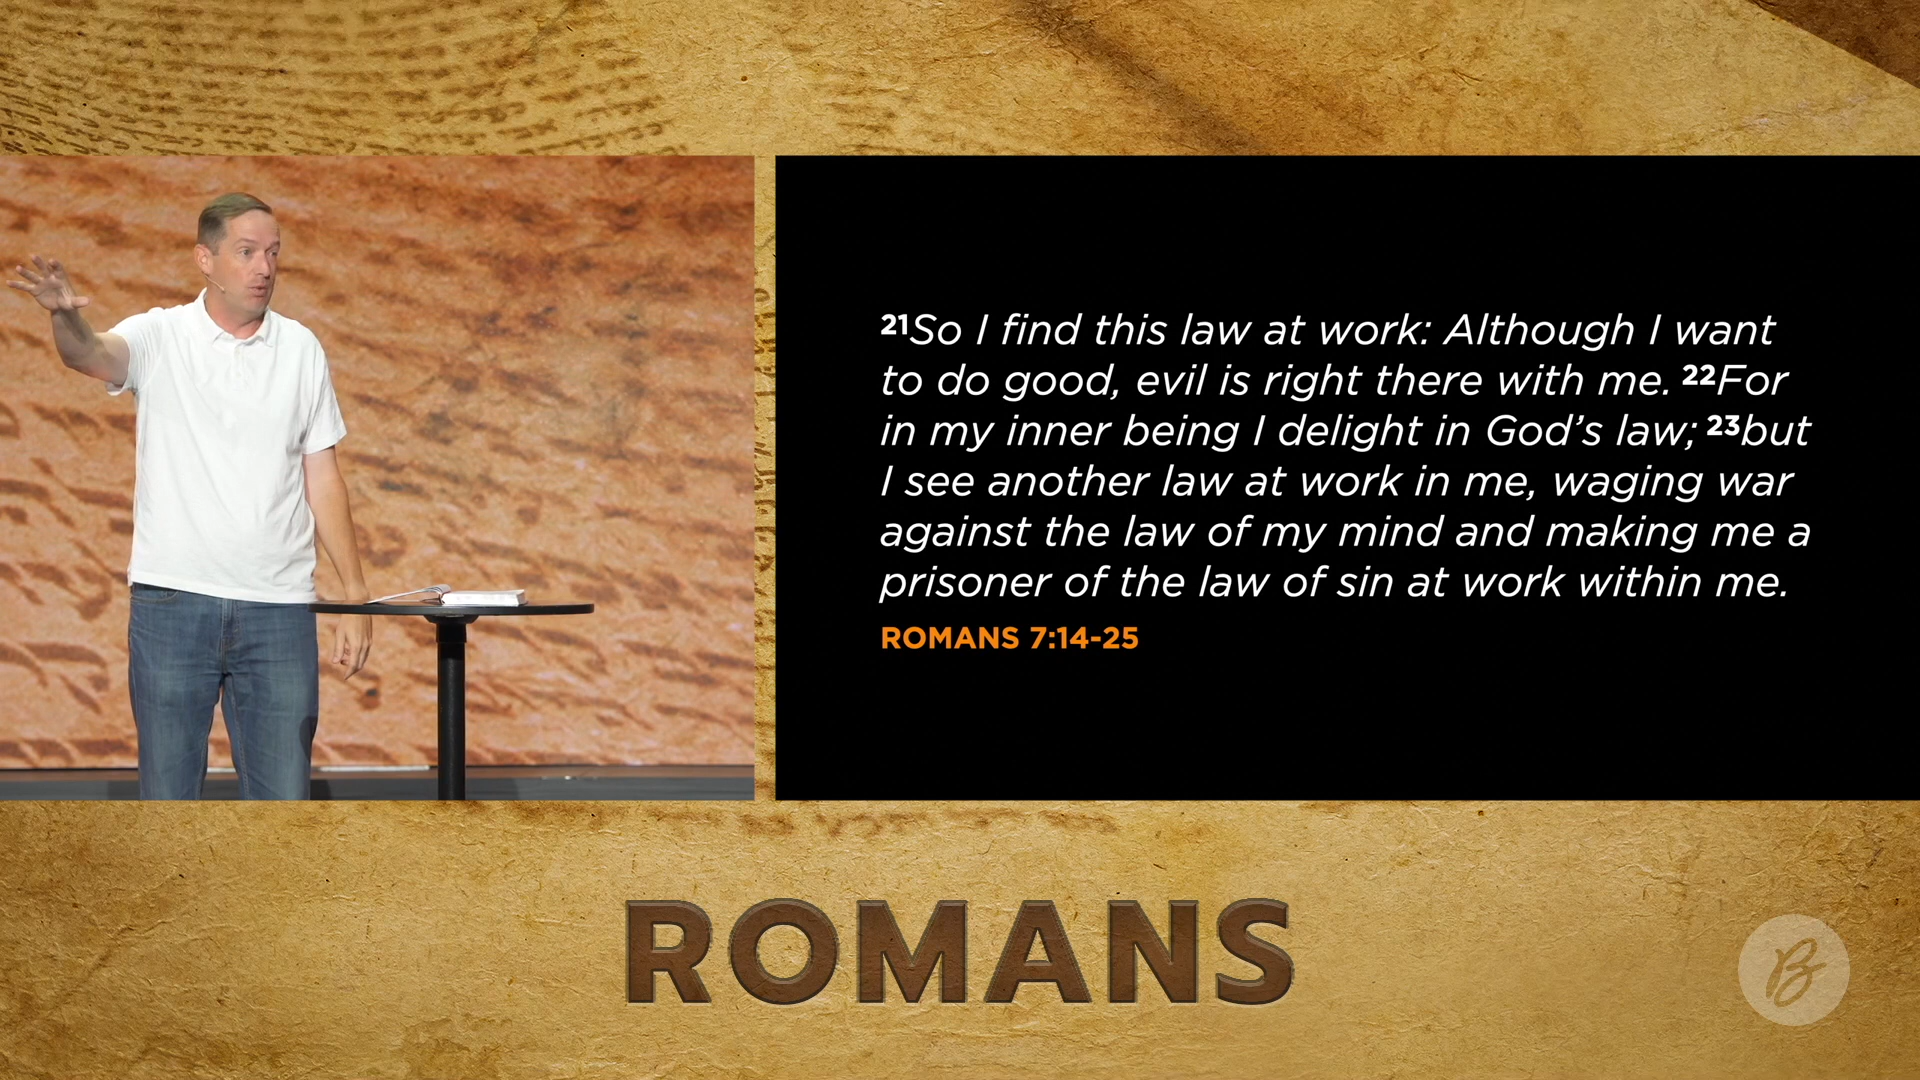 21So I find this law at work: Although I want
to do good, evil is right there with me. 22For
in my inner being I delight in God’s law; 23but
I see another law at work in me, waging war
against the law of my mind and making me a
prisoner of the law of sin at work within me.
ROMANS 7:14-25
ROMANS
B